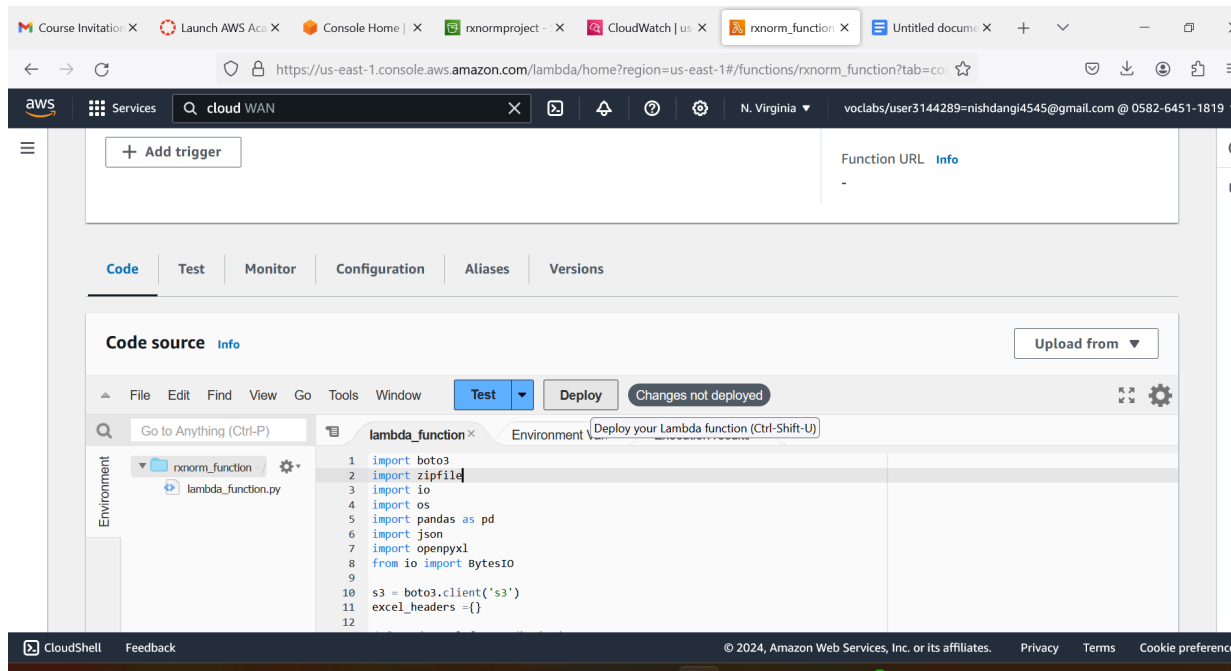 Course Invitation
Launch AWS Aca
Console Home |
rxnormproject -
CloudWatch | us
rxnorm_function
Untitled docume
https://us-east-1.console.aws.amazon.com/lambda/home?region=us-east-1#/functions/rxnorm_function?tab=co
aws
Services
cloud WAN
N. Virginia
voclabs/user3144289=nishdangi4545@gmail.com @ 0582-6451-1819
+ Add trigger
Function URL Info
-
Code Test Monitor Configuration Aliases Versions
Code source Info
Upload from
File Edit Find View Go Tools Window Test Deploy Changes not deployed
Go to Anything (Ctrl-P)
lambda_function
Environment
Deploy your Lambda function (Ctrl-Shift-U)
Environment
rxnorm_function - /
lambda_function.py
1 import boto3
2 import zipfile
3 import io
4 import os
5 import pandas as pd
6 import json
7 import openpyxl
8 from io import BytesIO
9
10 s3 = boto3.client('s3')
11 excel_headers ={}
12
CloudShell Feedback
© 2024, Amazon Web Services, Inc. or its affiliates. Privacy Terms Cookie preferenc